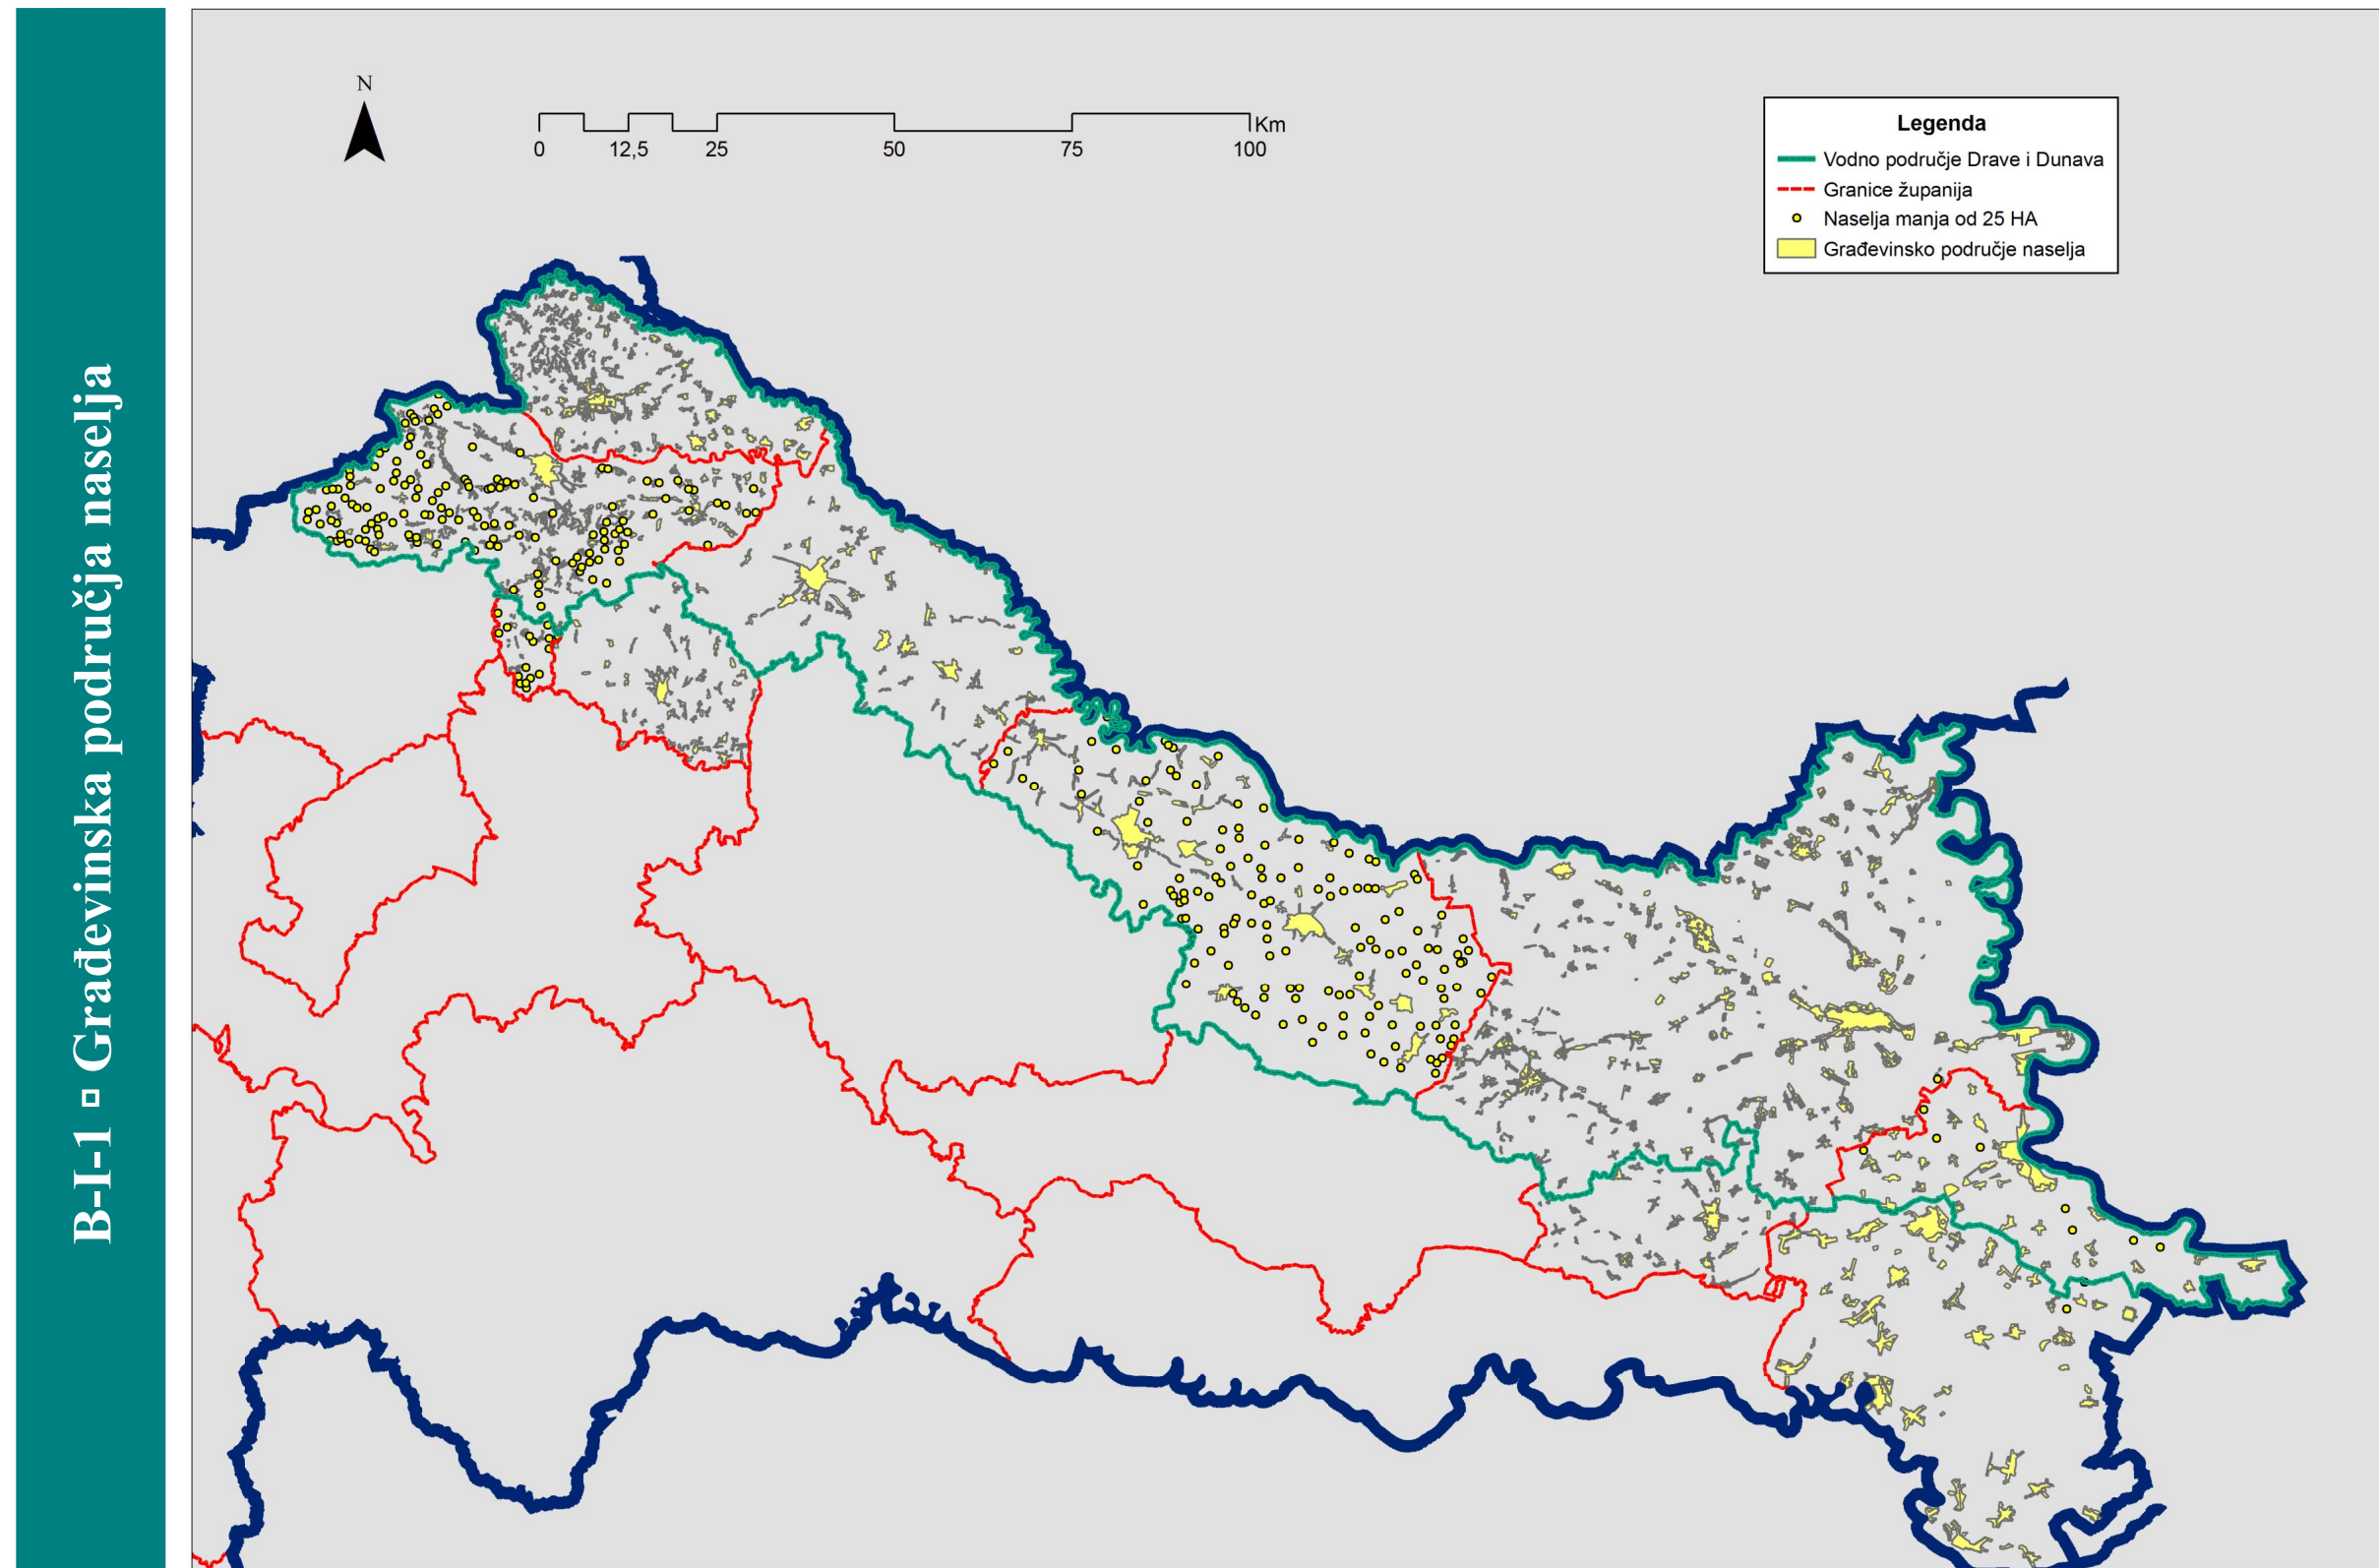 B-I-1 ▫ Građevinska područja naselja
N
Km
0 12,5 25 50 75 100
Legenda
Vodno područje Drave i Dunava
Granice županija
Naselja manja od 25 HA
Građevinsko područje naselja